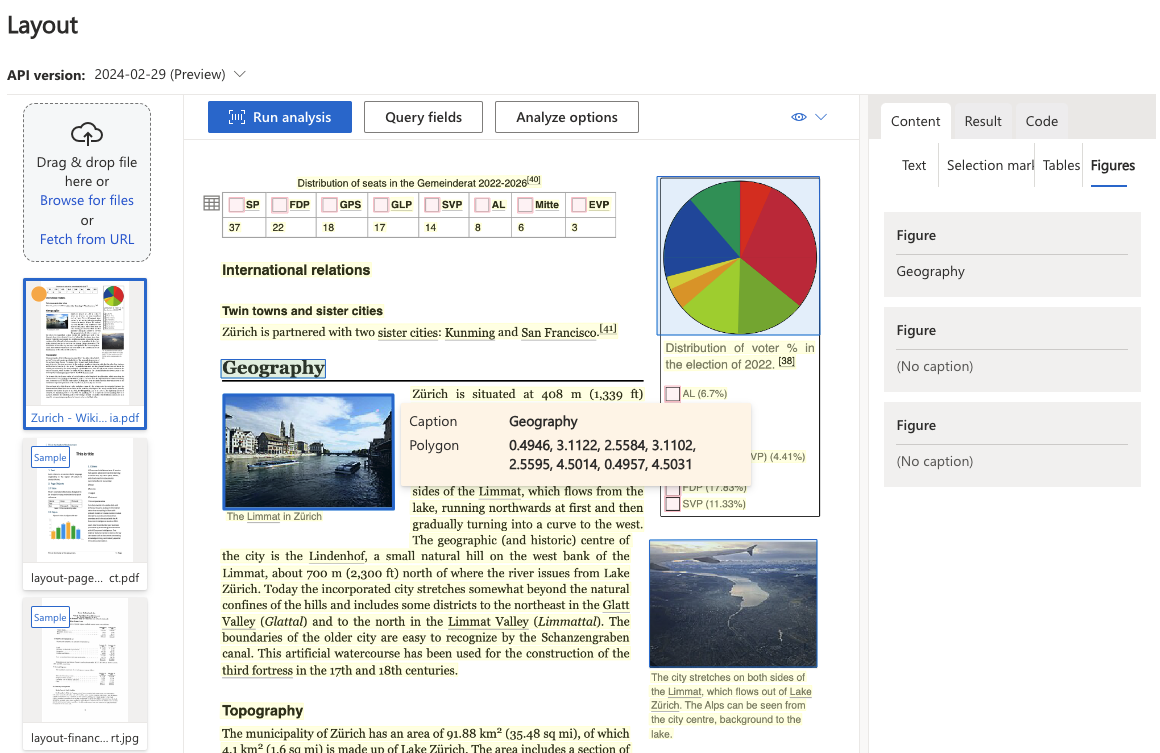 Layout
API version: 2024-02-29 (Preview)
Drag & drop file
here or
Browse for files
or
Fetch from URL
Zurich - Wiki... ia.pdf
Sample
layout-page... ct.pdf
Sample
layout-financ... rt.jpg
Run analysis
Query fields
Analyze options
Distribution of seats in the Gemeinderat 2022-2026[40]
SP FDP GPS GLP SVP AL Mitte EVP
37 22 18 17 14 8 6 3
International relations
Twin towns and sister cities
Zürich is partnered with two sister cities: Kunming and San Francisco.[41]
Geography
The Limmat in Zürich
Zürich is situated at 408 m (1,339 ft)
Caption Geography
Polygon 0.4946, 3.1122, 2.5584, 3.1102,
2.5595, 4.5014, 0.4957, 4.5031
sides of the Limmat, which flows from the
lake, running northwards at first and then
gradually turning into a curve to the west.
The geographic (and historic) centre of
the city is the Lindenhof, a small natural hill on the west bank of the
Limmat, about 700 m (2,300 ft) north of where the river issues from Lake
Zürich. Today the incorporated city stretches somewhat beyond the natural
confines of the hills and includes some districts to the northeast in the Glatt
Valley (Glattal) and to the north in the Limmat Valley (Limmattal). The
boundaries of the older city are easy to recognize by the Schanzengraben
canal. This artificial watercourse has been used for the construction of the
third fortress in the 17th and 18th centuries.
Topography
The municipality of Zürich has an area of 91.88 km² (35.48 sq mi), of which
4.1 km² (1.6 sq mi) is made up of Lake Zürich. The area includes a section of
Distribution of voter % in
the election of 2022. [38]
AL (6.7%)
VP) (4.41%)
FDP (17.83%)
SVP (11.33%)
The city stretches on both sides of
the Limmat, which flows out of Lake
Zürich. The Alps can be seen from
the city centre, background to the
lake.
Content
Result
Code
Text
Selection mark
Tables
Figures
Figure
Geography
Figure
(No caption)
Figure
(No caption)